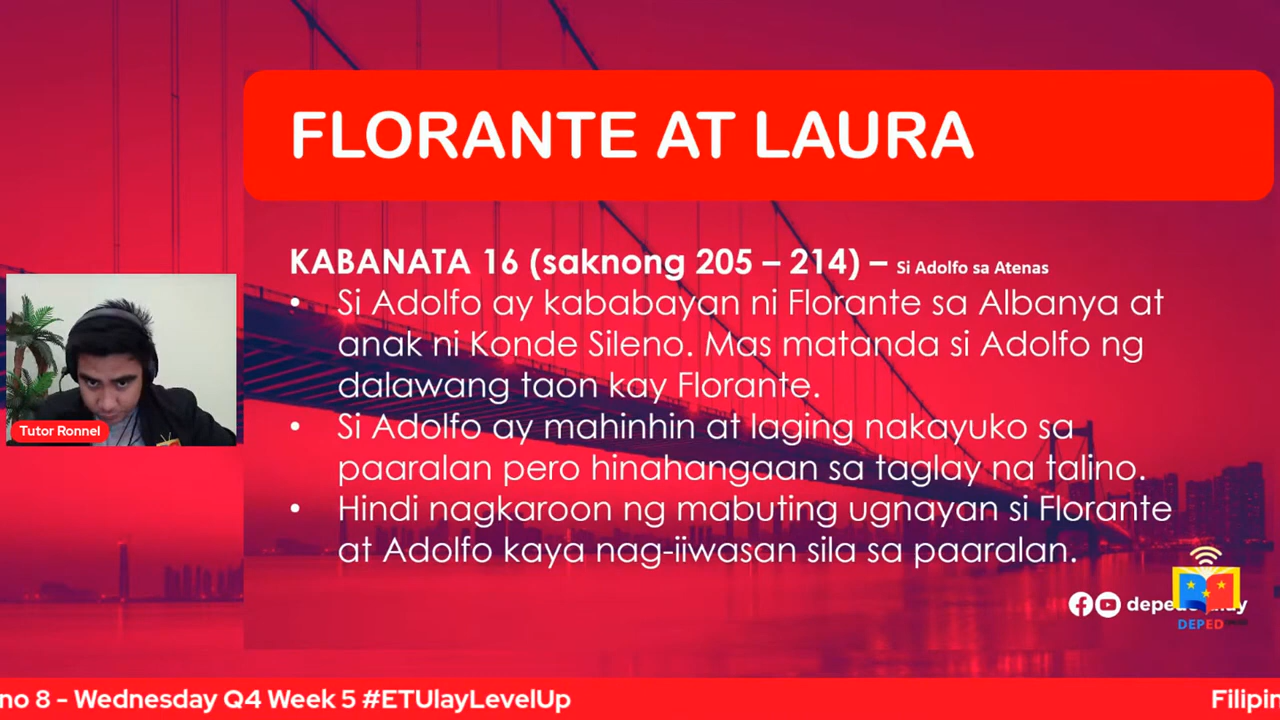 FLORANTE AT LAURA
KABANATA 16 (saknong 205 – 214) – Si Adolfo sa Atenas
• Si Adolfo ay kababayan ni Florante sa Albanya at
anak ni Konde Sileno. Mas matanda si Adolfo ng
dalawang taon kay Florante.
• Si Adolfo ay mahinhin at laging nakayuko sa
paaralan pero hinahangaan sa taglay na talino.
• Hindi nagkaroon ng mabuting ugnayan si Florante
at Adolfo kaya nag-iiwasan sila sa paaralan.
Tutor Ronnel
DEPED
no 8 - Wednesday Q4 Week 5 #ETUlayLevelUp
Filipin